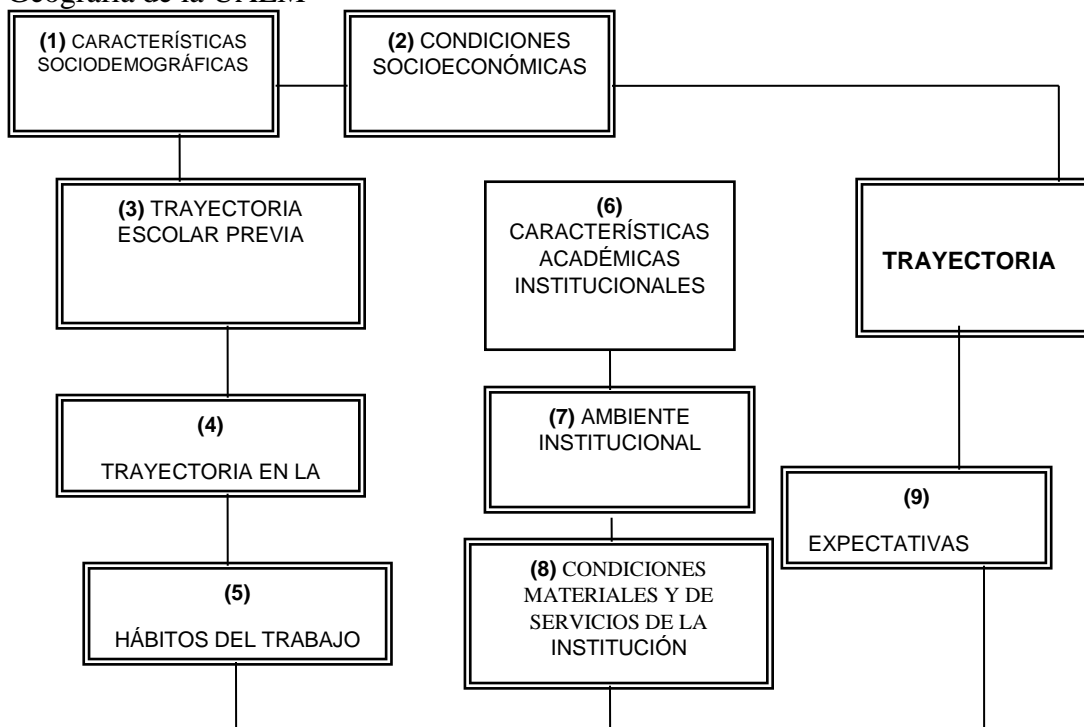 Geografía de la UAEM
(1) CARACTERÍSTICAS
SOCIODEMOGRÁFICAS
(2) CONDICIONES
SOCIOECONÓMICAS
(3) TRAYECTORIA
ESCOLAR PREVIA
(6)
CARACTERÍSTICAS
ACADÉMICAS
INSTITUCIONALES
TRAYECTORIA
(4)
TRAYECTORIA EN LA
(7) AMBIENTE
INSTITUCIONAL
(9)
EXPECTATIVAS
(5)
HÁBITOS DEL TRABAJO
(8) CONDICIONES
MATERIALES Y DE
SERVICIOS DE LA
INSTITUCIÓN